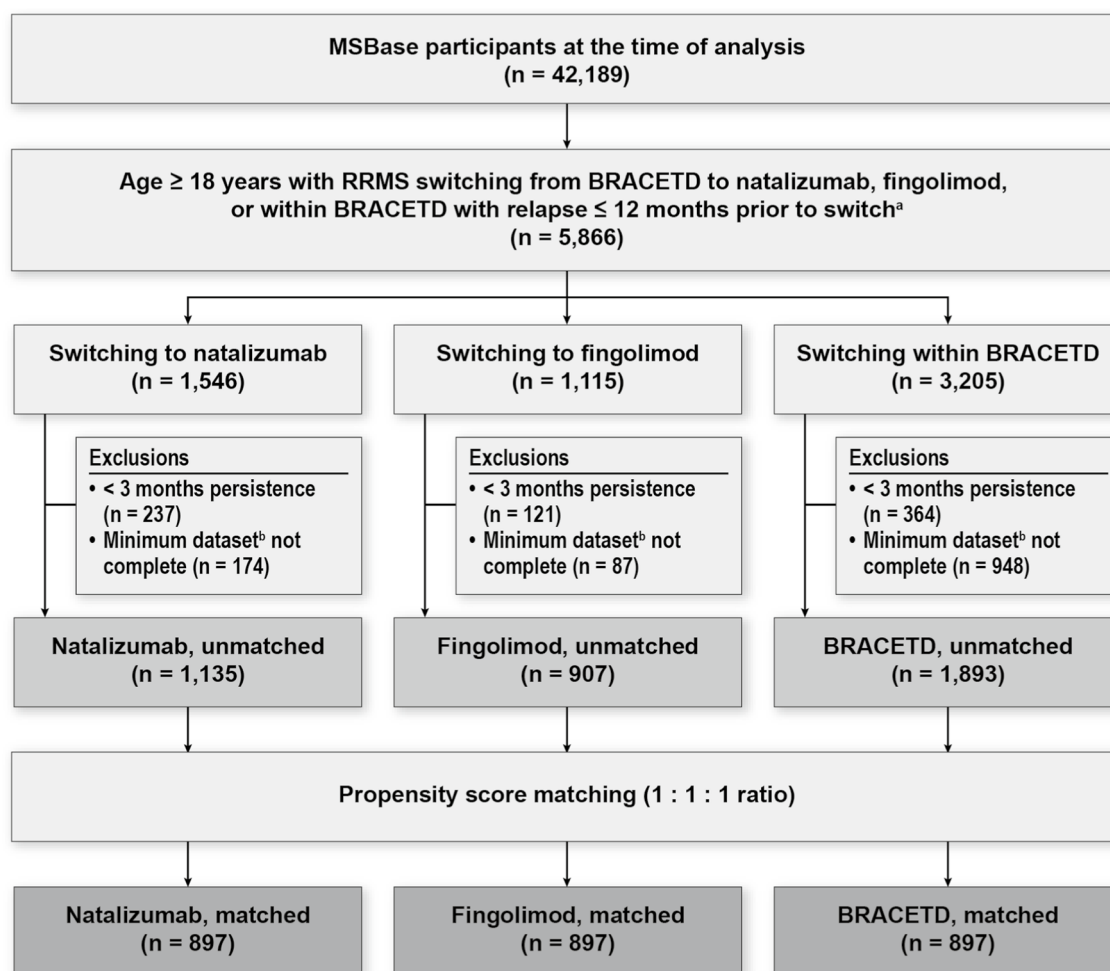 MSBase participants at the time of analysis
(n = 42,189)
Age ≥ 18 years with RRMS switching from BRACETD to natalizumab, fingolimod,
or within BRACETD with relapse ≤ 12 months prior to switchᵃ
(n = 5,866)
Switching to natalizumab
(n = 1,546)
Switching to fingolimod
(n = 1,115)
Switching within BRACETD
(n = 3,205)
Exclusions
• < 3 months persistence
(n = 237)
• Minimum datasetᵇ not
complete (n = 174)
Exclusions
• < 3 months persistence
(n = 121)
• Minimum datasetᵇ not
complete (n = 87)
Exclusions
• < 3 months persistence
(n = 364)
• Minimum datasetᵇ not
complete (n = 948)
Natalizumab, unmatched
(n = 1,135)
Fingolimod, unmatched
(n = 907)
BRACETD, unmatched
(n = 1,893)
Propensity score matching (1 : 1 : 1 ratio)
Natalizumab, matched
(n = 897)
Fingolimod, matched
(n = 897)
BRACETD, matched
(n = 897)